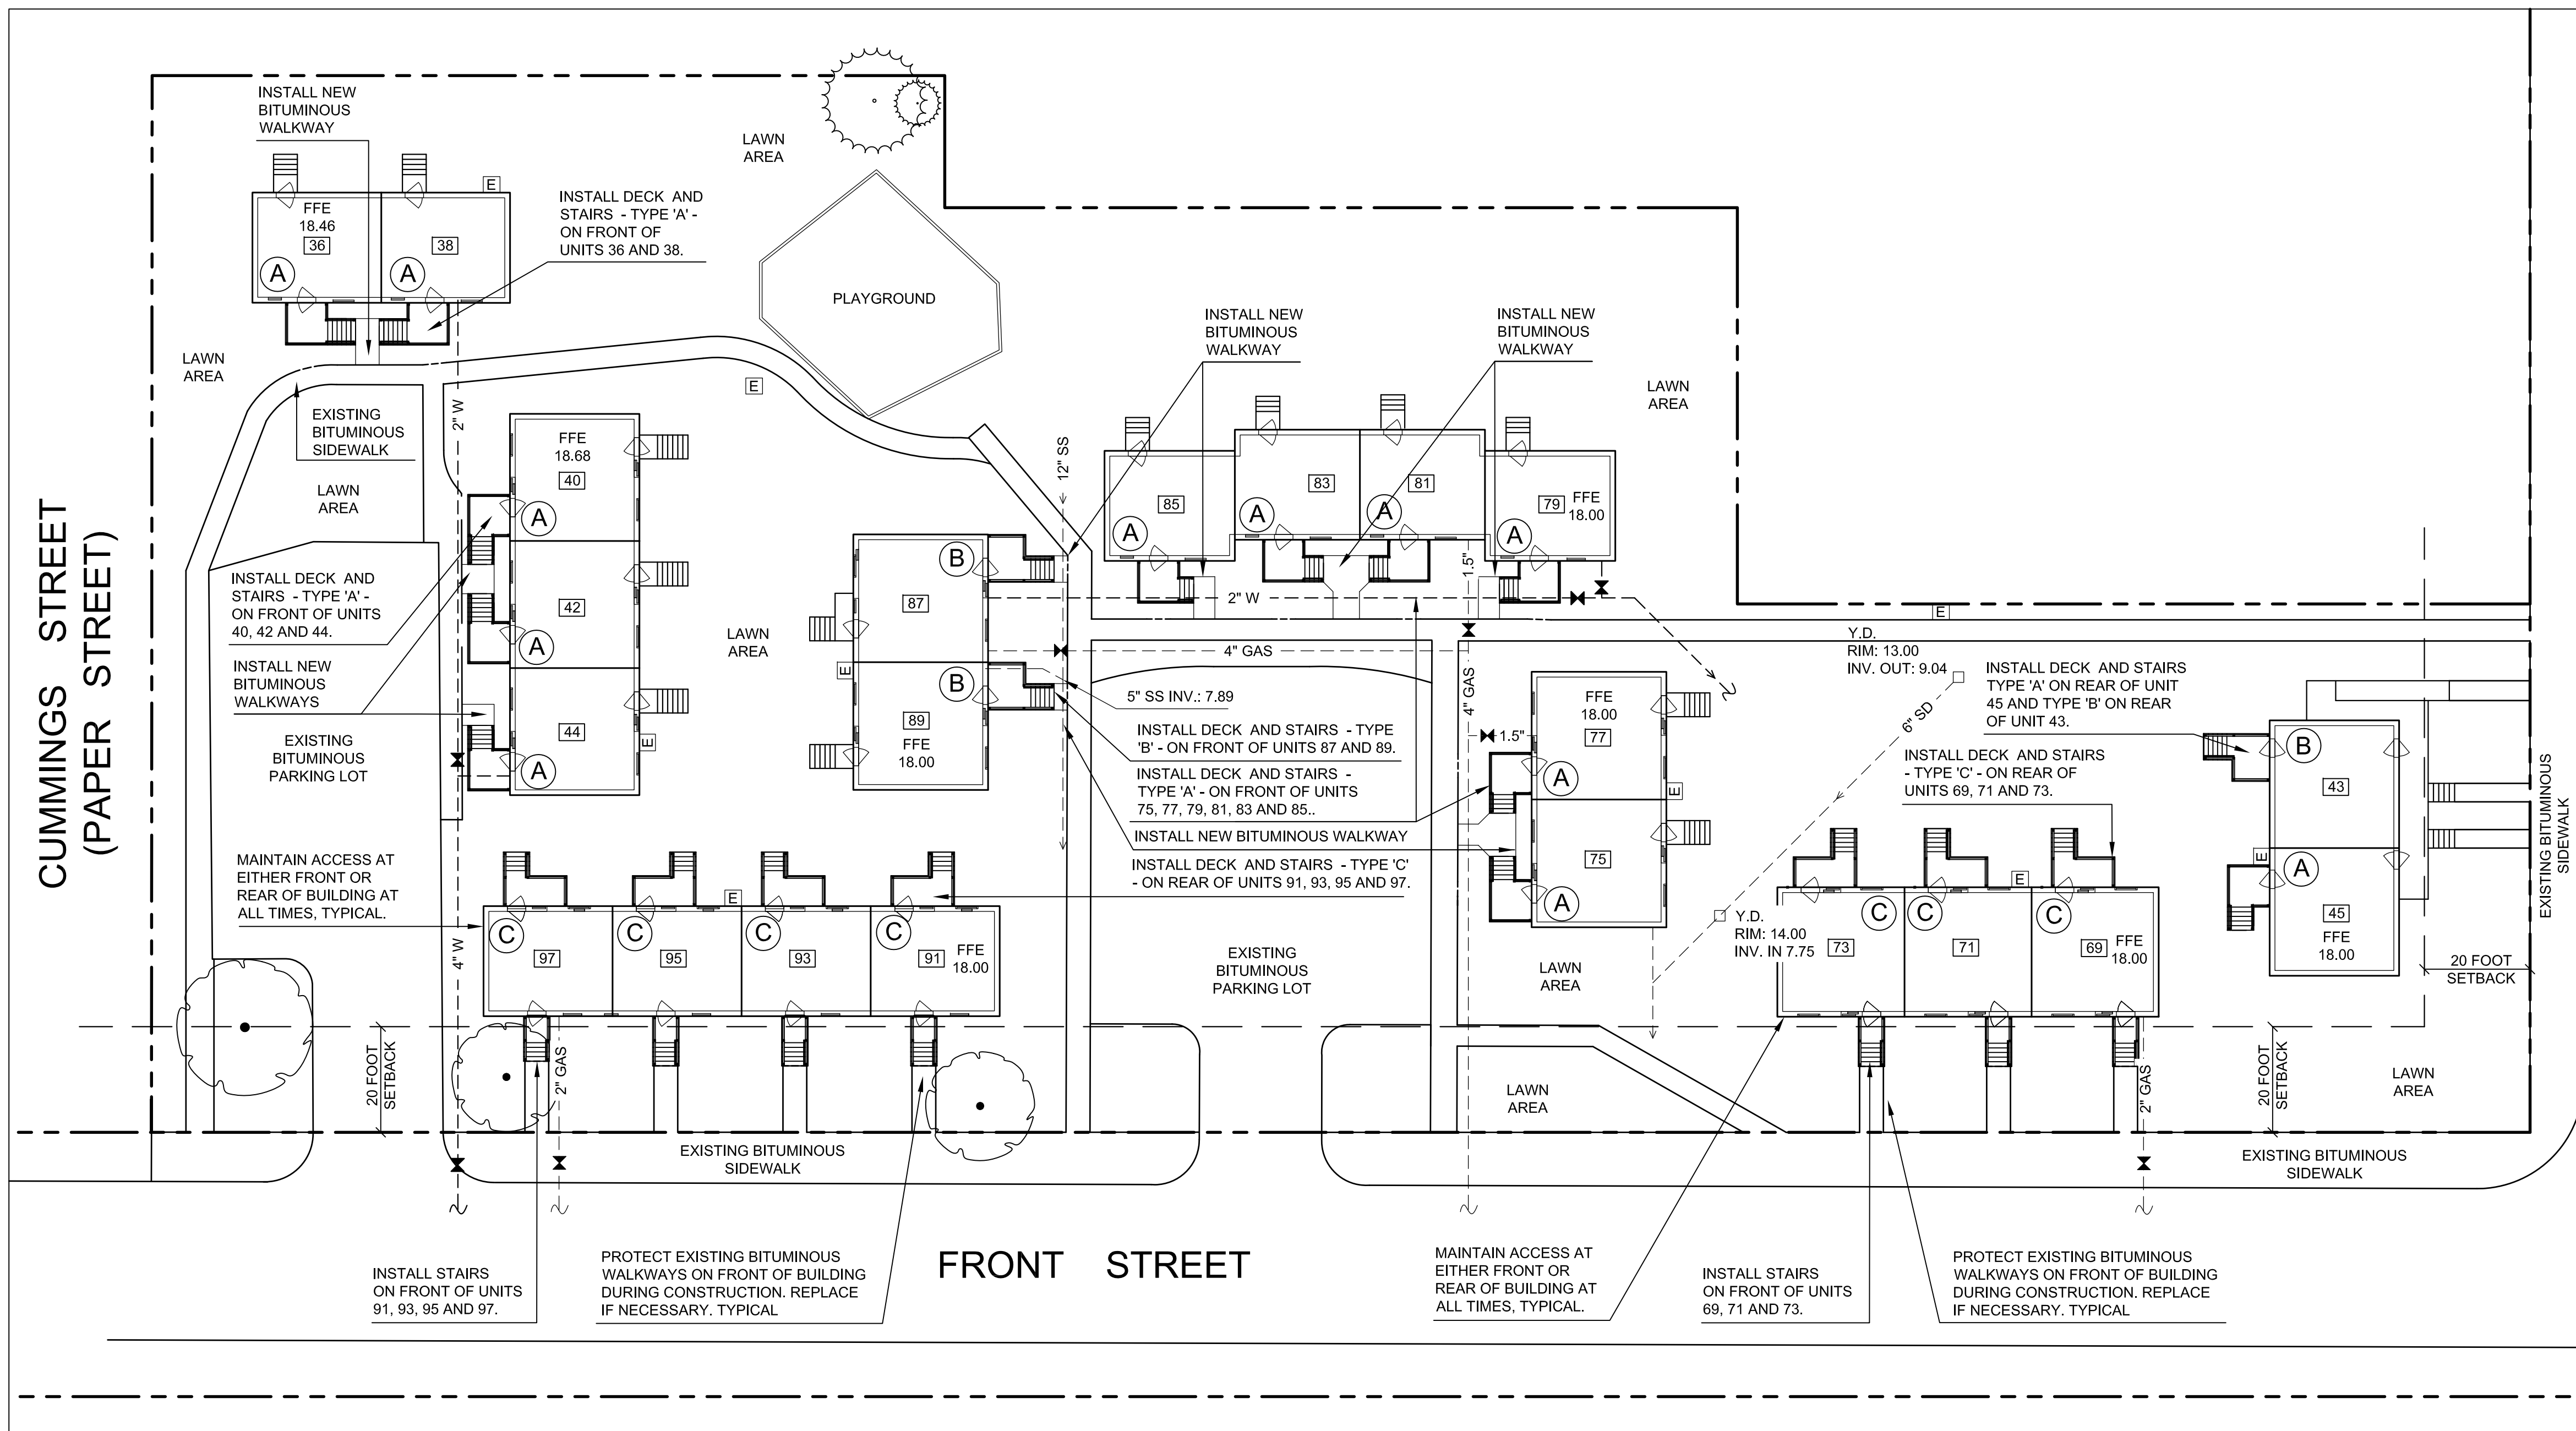 INSTALL NEW
BITUMINOUS
WALKWAY
LAWN
AREA
E
INSTALL DECK AND
STAIRS - TYPE 'A' -
ON FRONT OF
UNITS 36 AND 38.
FFE
18.46
36
38
A
A
PLAYGROUND
LAWN
AREA
EXISTING
BITUMINOUS
SIDEWALK
LAWN
AREA
2" W
E
INSTALL NEW
BITUMINOUS
WALKWAY
INSTALL NEW
BITUMINOUS
WALKWAY
LAWN
AREA
CUMMINGS STREET
(PAPER STREET)
FFE
18.68
40
A
42
A
44
A
E
INSTALL DECK AND
STAIRS - TYPE 'A' -
ON FRONT OF UNITS
40, 42 AND 44.
INSTALL NEW
BITUMINOUS
WALKWAYS
EXISTING
BITUMINOUS
PARKING LOT
LAWN
AREA
12" SS
B
87
B
89
FFE
18.00
E
85
83
81
79
FFE
18.00
A
A
A
A
2" W
1.5"
4" GAS
4" GAS
1.5"
5" SS INV.: 7.89
INSTALL DECK AND STAIRS - TYPE
'B' - ON FRONT OF UNITS 87 AND 89.
INSTALL DECK AND STAIRS -
TYPE 'A' - ON FRONT OF UNITS
75, 77, 79, 81, 83 AND 85..
INSTALL NEW BITUMINOUS WALKWAY
INSTALL DECK AND STAIRS - TYPE 'C'
- ON REAR OF UNITS 91, 93, 95 AND 97.
FFE
18.00
77
A
75
A
E
E
Y.D.
RIM: 13.00
INV. OUT: 9.04
6" SD
INSTALL DECK AND STAIRS
TYPE 'A' ON REAR OF UNIT
45 AND TYPE 'B' ON REAR
OF UNIT 43.
INSTALL DECK AND STAIRS
- TYPE 'C' - ON REAR OF
UNITS 69, 71 AND 73.
B
43
E
A
45
FFE
18.00
EXISTING BITUMINOUS
SIDEWALK
20 FOOT
SETBACK
MAINTAIN ACCESS AT
EITHER FRONT OR
REAR OF BUILDING AT
ALL TIMES, TYPICAL.
4" W
E
C
C
C
C
97
95
93
91
FFE
18.00
EXISTING
BITUMINOUS
PARKING LOT
LAWN
AREA
Y.D.
RIM: 14.00
INV. IN 7.75
E
C
C
C
73
71
69
FFE
18.00
20 FOOT
SETBACK
2" GAS
LAWN
AREA
2" GAS
20 FOOT
SETBACK
LAWN
AREA
EXISTING BITUMINOUS
SIDEWALK
EXISTING BITUMINOUS
SIDEWALK
INSTALL STAIRS
ON FRONT OF UNITS
91, 93, 95 AND 97.
PROTECT EXISTING BITUMINOUS
WALKWAYS ON FRONT OF BUILDING
DURING CONSTRUCTION. REPLACE
IF NECESSARY. TYPICAL
FRONT STREET
MAINTAIN ACCESS AT
EITHER FRONT OR
REAR OF BUILDING AT
ALL TIMES, TYPICAL.
INSTALL STAIRS
ON FRONT OF UNITS
69, 71 AND 73.
PROTECT EXISTING BITUMINOUS
WALKWAYS ON FRONT OF BUILDING
DURING CONSTRUCTION. REPLACE
IF NECESSARY. TYPICAL